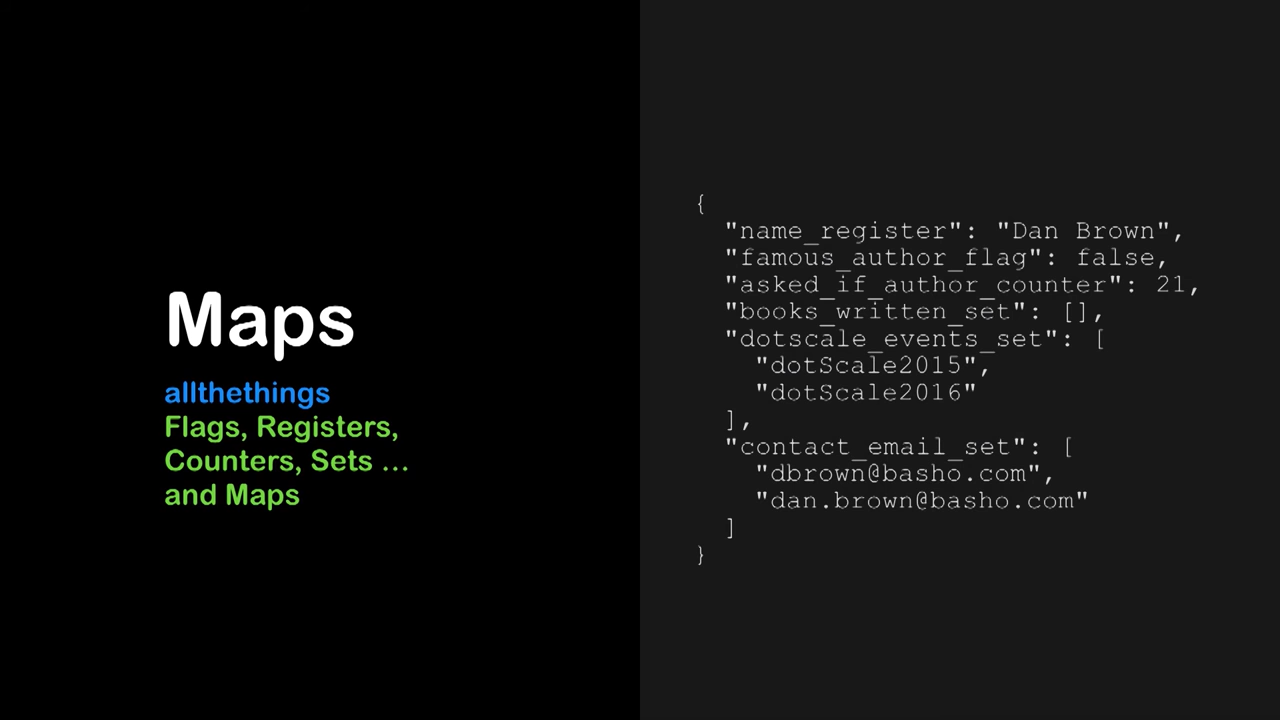 Maps
allthethings
Flags, Registers,
Counters, Sets ...
and Maps
{
"name_register": "Dan Brown",
"famous_author_flag": false,
"asked_if_author_counter": 21,
"books_written_set": [],
"dotscale_events_set": [
"dotScale2015",
"dotScale2016"
],
"contact_email_set": [
"dbrown@basho.com",
"dan.brown@basho.com"
]
}